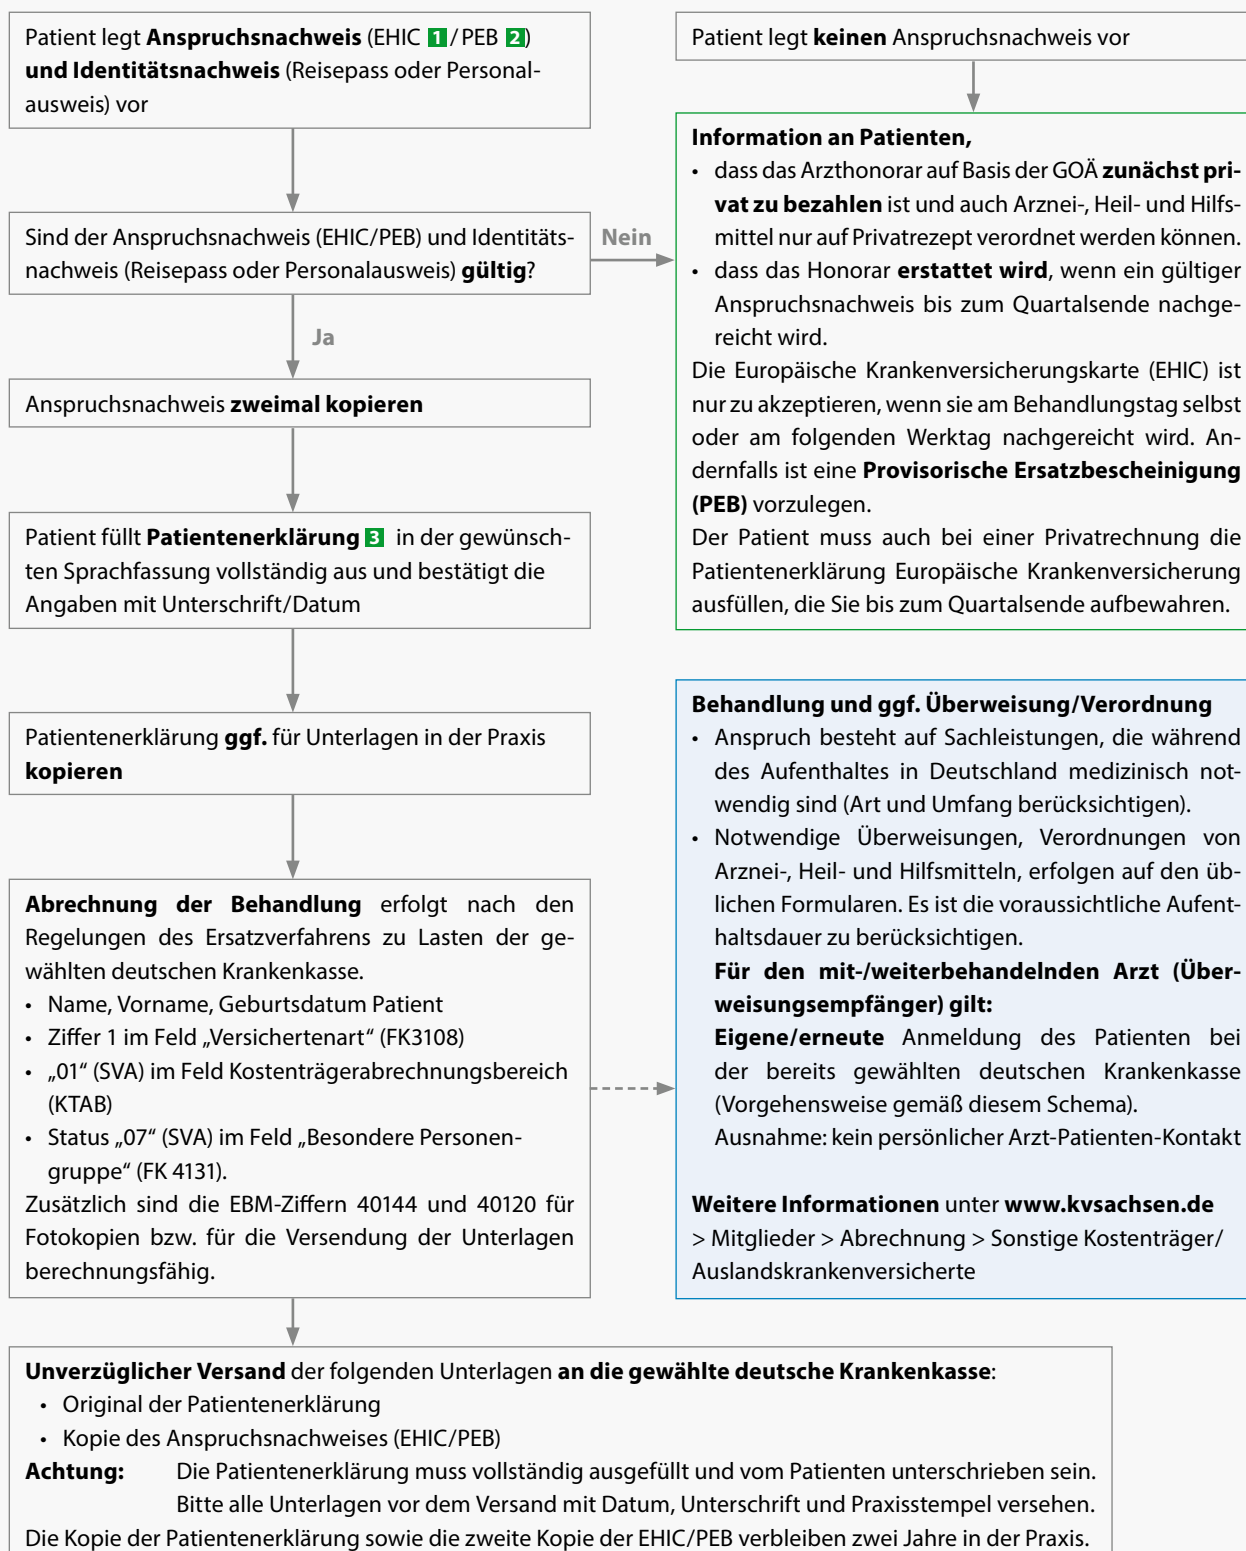 Patient legt Anspruchsnachweis (EHIC 1 / PEB 2)
und Identitätsnachweis (Reisepass oder Personal-
ausweis) vor
Sind der Anspruchsnachweis (EHIC/PEB) und Identitäts-
nachweis (Reisepass oder Personalausweis) gültig?
Nein
Ja
Anspruchsnachweis zweimal kopieren
Patient füllt Patientenerklärung 3 in der gewünsch-
ten Sprachfassung vollständig aus und bestätigt die
Angaben mit Unterschrift/Datum
Patientenerklärung ggf. für Unterlagen in der Praxis
kopieren
Abrechnung der Behandlung erfolgt nach den
Regelungen des Ersatzverfahrens zu Lasten der ge-
wählten deutschen Krankenkasse.
• Name, Vorname, Geburtsdatum Patient
• Ziffer 1 im Feld „Versichertenart“ (FK3108)
• „01“ (SVA) im Feld Kostenträgerabrechnungsbereich
(KTAB)
• Status „07“ (SVA) im Feld „Besondere Personen-
gruppe“ (FK 4131).
Zusätzlich sind die EBM-Ziffern 40144 und 40120 für
Fotokopien bzw. für die Versendung der Unterlagen
berechnungsfähig.
Patient legt keinen Anspruchsnachweis vor
Information an Patienten,
• dass das Arzthonorar auf Basis der GOÄ zunächst pri-
vat zu bezahlen ist und auch Arznei-, Heil- und Hilfs-
mittel nur auf Privatrezept verordnet werden können.
• dass das Honorar erstattet wird, wenn ein gültiger
Anspruchsnachweis bis zum Quartalsende nachge-
reicht wird.
Die Europäische Krankenversicherungskarte (EHIC) ist
nur zu akzeptieren, wenn sie am Behandlungstag selbst
oder am folgenden Werktag nachgereicht wird. An-
dernfalls ist eine Provisorische Ersatzbescheinigung
(PEB) vorzulegen.
Der Patient muss auch bei einer Privatrechnung die
Patientenerklärung Europäische Krankenversicherung
ausfüllen, die Sie bis zum Quartalsende aufbewahren.
Behandlung und ggf. Überweisung/Verordnung
• Anspruch besteht auf Sachleistungen, die während
des Aufenthaltes in Deutschland medizinisch not-
wendig sind (Art und Umfang berücksichtigen).
• Notwendige Überweisungen, Verordnungen von
Arznei-, Heil- und Hilfsmitteln, erfolgen auf den üb-
lichen Formularen. Es ist die voraussichtliche Aufent-
haltsdauer zu berücksichtigen.
Für den mit-/weiterbehandelnden Arzt (Über-
weisungsempfänger) gilt:
Eigene/erneute Anmeldung des Patienten bei
der bereits gewählten deutschen Krankenkasse
(Vorgehensweise gemäß diesem Schema).
Ausnahme: kein persönlicher Arzt-Patienten-Kontakt
Weitere Informationen unter www.kvsachsen.de
> Mitglieder > Abrechnung > Sonstige Kostenträger/
Auslandskrankenversicherte
Unverzüglicher Versand der folgenden Unterlagen an die gewählte deutsche Krankenkasse:
• Original der Patientenerklärung
• Kopie des Anspruchsnachweises (EHIC/PEB)
Achtung: Die Patientenerklärung muss vollständig ausgefüllt und vom Patienten unterschrieben sein.
Bitte alle Unterlagen vor dem Versand mit Datum, Unterschrift und Praxisstempel versehen.
Die Kopie der Patientenerklärung sowie die zweite Kopie der EHIC/PEB verbleiben zwei Jahre in der Praxis.